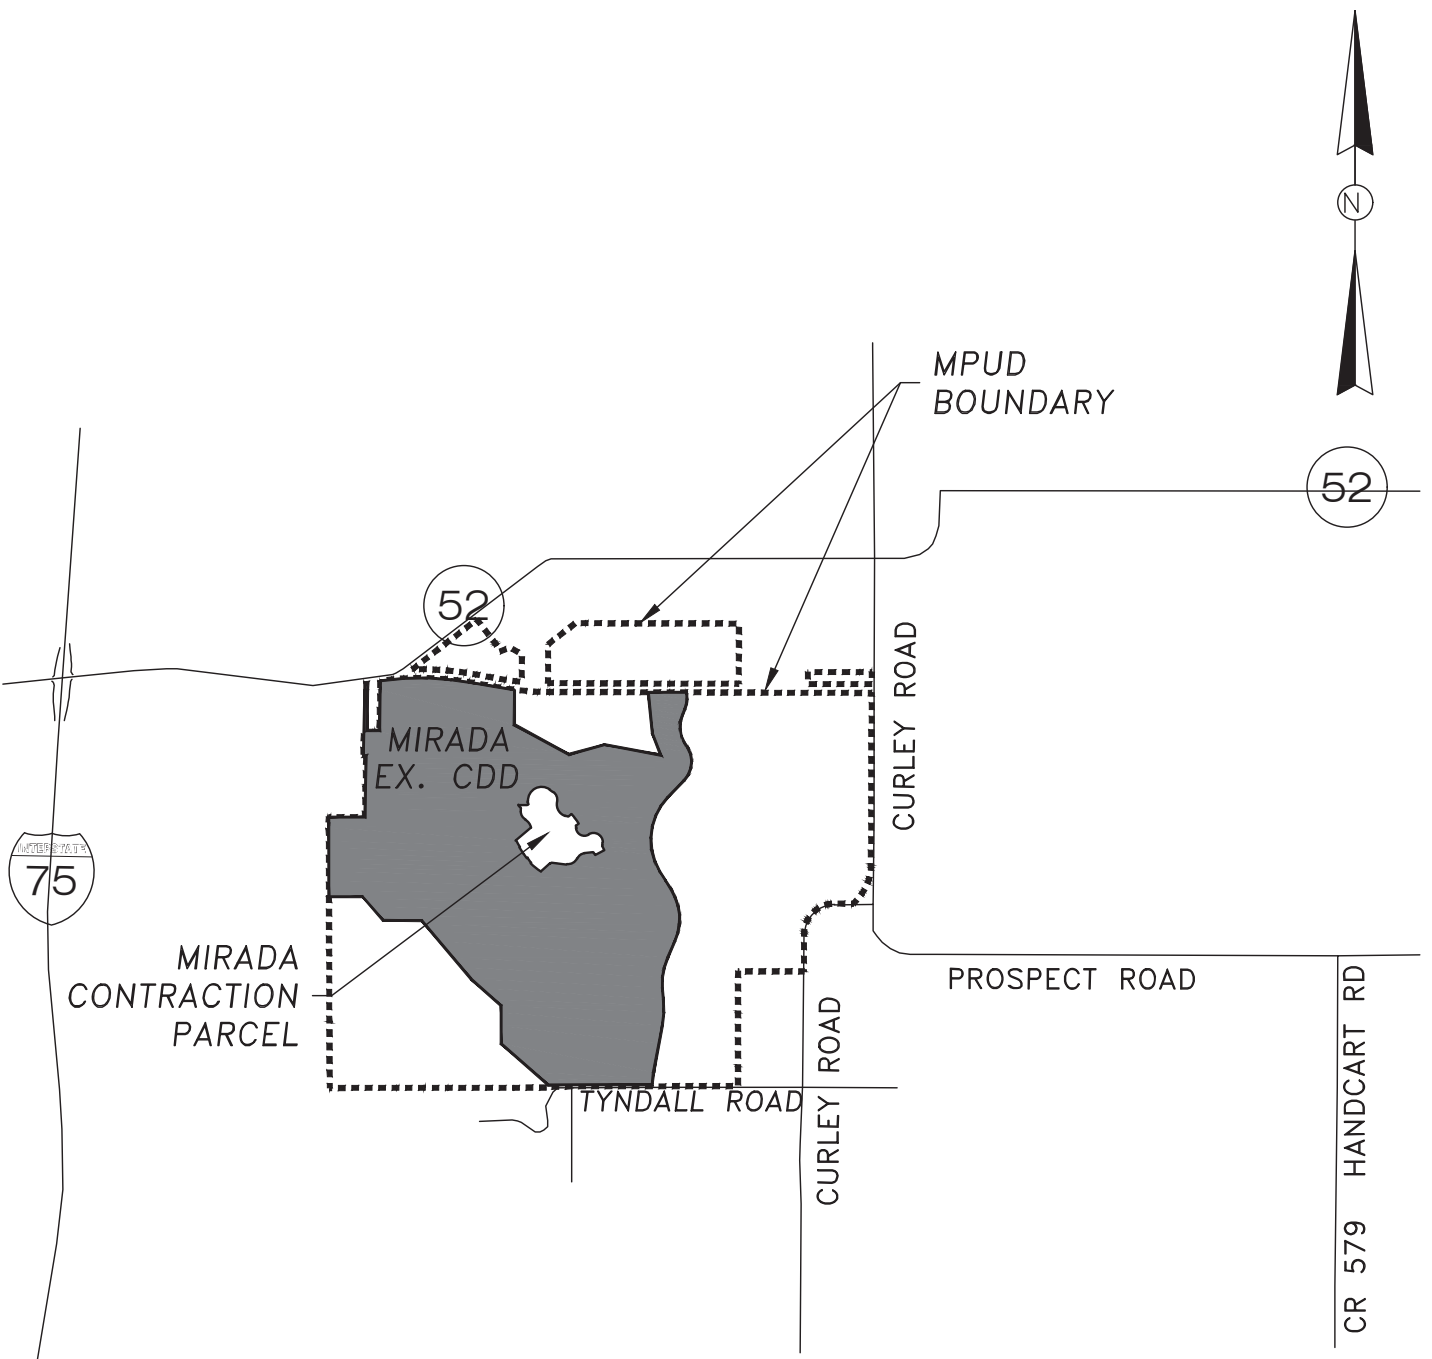 N
MPUD
BOUNDARY
52
52
CURLEY ROAD
MIRADA
EX. CDD
INTERSTATE
75
MIRADA
CONTRACTION
PARCEL
PROSPECT ROAD
TYNDALL ROAD
CURLEY ROAD
CR 579 HANDCART RD